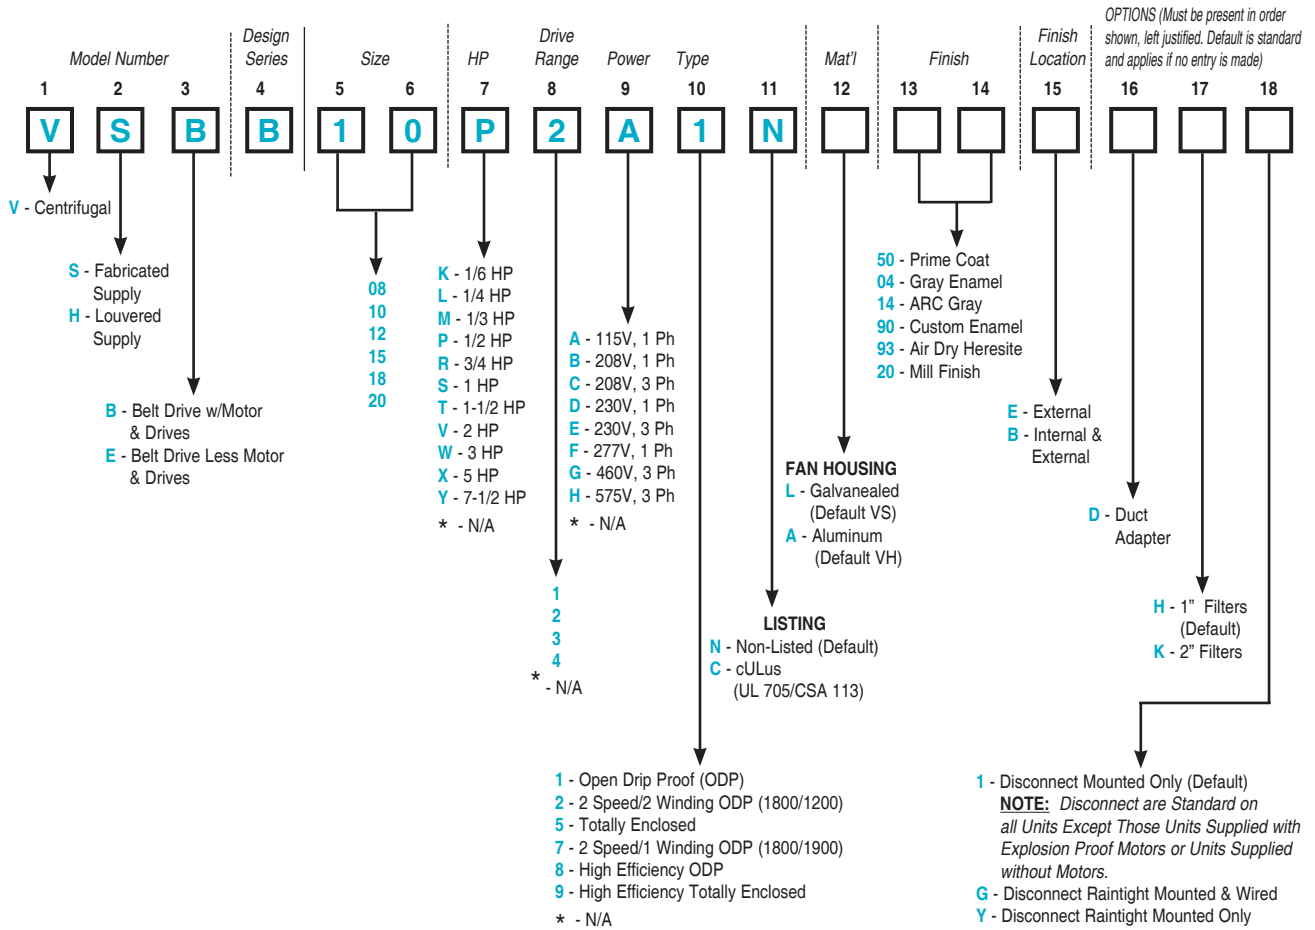 OPTIONS (Must be present in order
shown, left justified. Default is standard
and applies if no entry is made)
Model Number
Design
Series
Size
HP
Drive
Range
Power
Type
Mat'l
Finish
Finish
Location
1 2 3 4 5 6 7 8 9 10 11 12 13 14 15 16 17 18
V S B B 1 0 P 2 A 1 N
V - Centrifugal
S - Fabricated
Supply
H - Louvered
Supply
B - Belt Drive w/Motor
& Drives
E - Belt Drive Less Motor
& Drives
08
10
12
15
18
20
K - 1/6 HP
L - 1/4 HP
M - 1/3 HP
P - 1/2 HP
R - 3/4 HP
S - 1 HP
T - 1-1/2 HP
V - 2 HP
W - 3 HP
X - 5 HP
Y - 7-1/2 HP
* - N/A
1
2
3
4
* - N/A
A - 115V, 1 Ph
B - 208V, 1 Ph
C - 208V, 3 Ph
D - 230V, 1 Ph
E - 230V, 3 Ph
F - 277V, 1 Ph
G - 460V, 3 Ph
H - 575V, 3 Ph
* - N/A
1 - Open Drip Proof (ODP)
2 - 2 Speed/2 Winding ODP (1800/1200)
5 - Totally Enclosed
7 - 2 Speed/1 Winding ODP (1800/1900)
8 - High Efficiency ODP
9 - High Efficiency Totally Enclosed
* - N/A
LISTING
N - Non-Listed (Default)
C - cULus
(UL 705/CSA 113)
FAN HOUSING
L - Galvanealed
(Default VS)
A - Aluminum
(Default VH)
50 - Prime Coat
04 - Gray Enamel
14 - ARC Gray
90 - Custom Enamel
93 - Air Dry Heresite
20 - Mill Finish
E - External
B - Internal &
External
D - Duct
Adapter
H - 1” Filters
(Default)
K - 2” Filters
1 - Disconnect Mounted Only (Default)
NOTE: Disconnect are Standard on
all Units Except Those Units Supplied with
Explosion Proof Motors or Units Supplied
without Motors.
G - Disconnect Raintight Mounted & Wired
Y - Disconnect Raintight Mounted Only